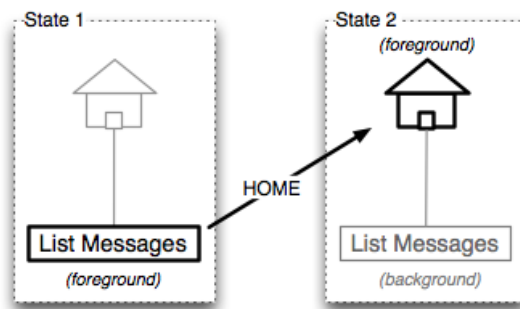 State 1
List Messages
(foreground)
HOME
State 2
(foreground)
List Messages
(background)